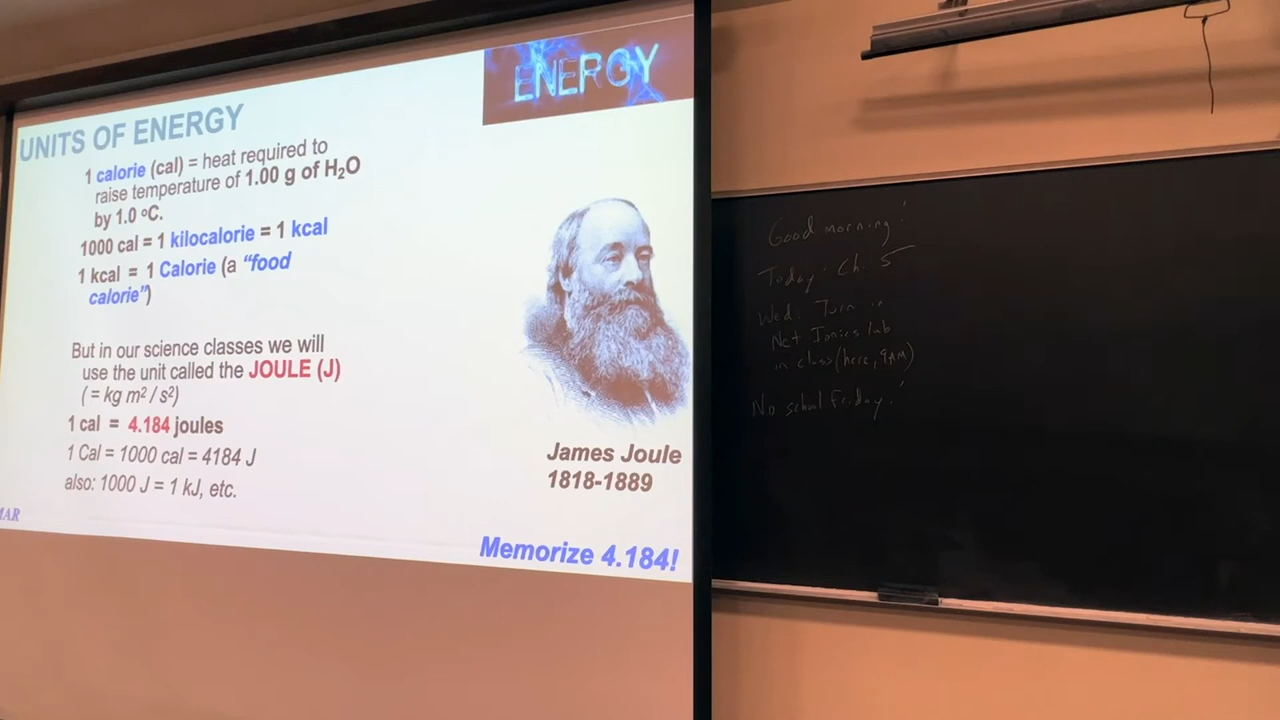 ENERGY
UNITS OF ENERGY
1 calorie (cal) = heat required to
raise temperature of 1.00 g of H₂O
by 1.0 °C.
1000 cal = 1 kilocalorie = 1 kcal
1 kcal = 1 Calorie (a "food
calorie")
But in our science classes we will
use the unit called the JOULE (J)
( = kg m² / s²)
1 cal = 4.184 joules
1 Cal = 1000 cal = 4184 J
also: 1000 J = 1 kJ, etc.
MAR
James Joule
1818-1889
Memorize 4.184!
Good morning!
Today: Ch. 5
Wed: Turn in
Net Ionics lab
in class (here, 9AM)
No school Friday!